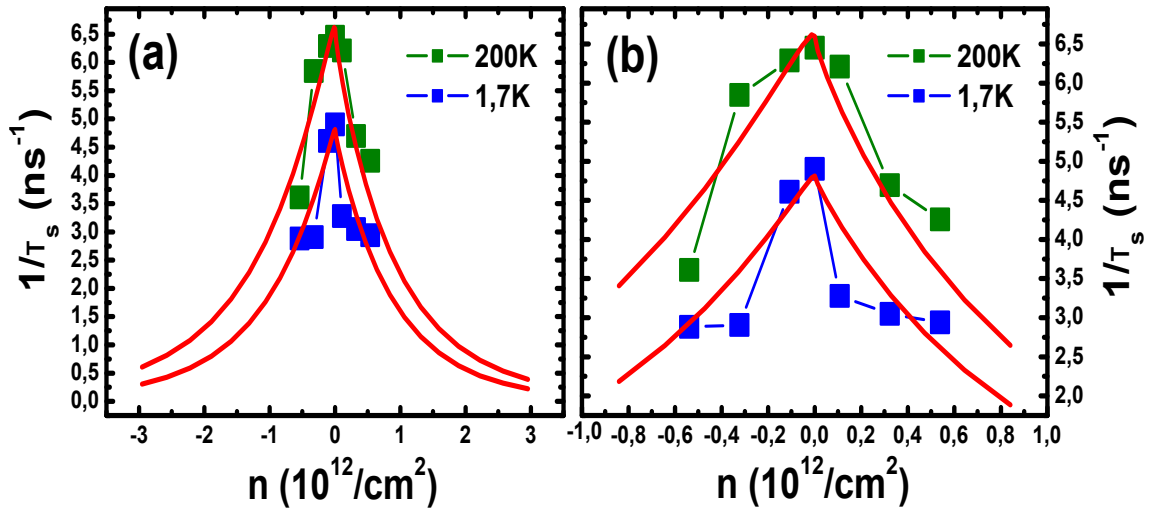 (a)
200K
1,7K
6,5
6,0
5,5
5,0
4,5
4,0
3,5
3,0
2,5
2,0
1,5
1,0
0,5
0,0
1/τs (ns-1)
-3 -2 -1 0 1 2 3
n (10^12/cm^2)
(b)
200K
1,7K
6,5
6,0
5,5
5,0
4,5
4,0
3,5
3,0
2,5
2,0
1/τs (ns-1)
-1,0 -0,8 -0,6 -0,4 -0,2 0,0 0,2 0,4 0,6 0,8 1,0
n (10^12/cm^2)